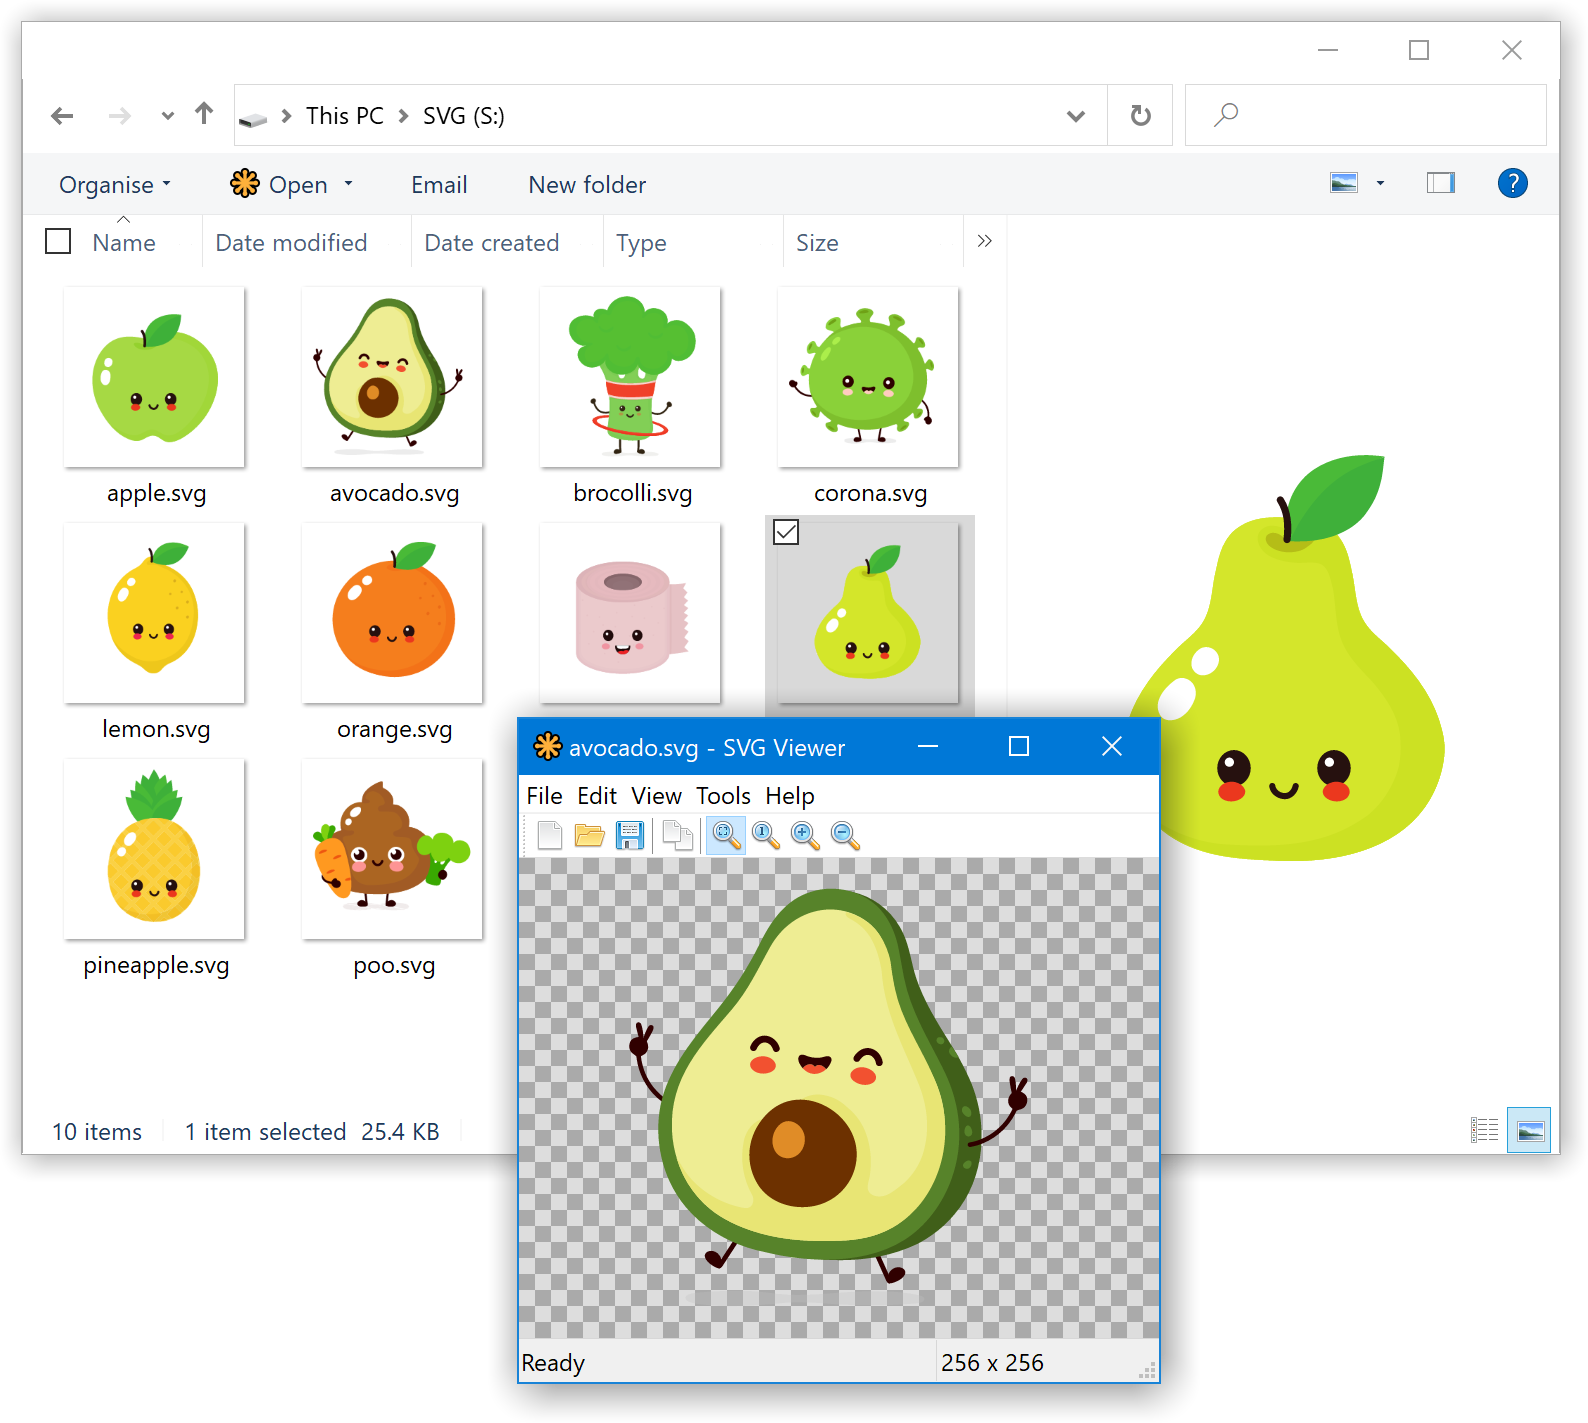 This PC SVG (S:)
Organise Open Email New folder ?
Name Date modified Date created Type Size
apple.svg avocado.svg brocolli.svg corona.svg
lemon.svg orange.svg
pineapple.svg poo.svg
10 items 1 item selected 25.4 KB
avocado.svg - SVG Viewer
File Edit View Tools Help
Ready 256 x 256